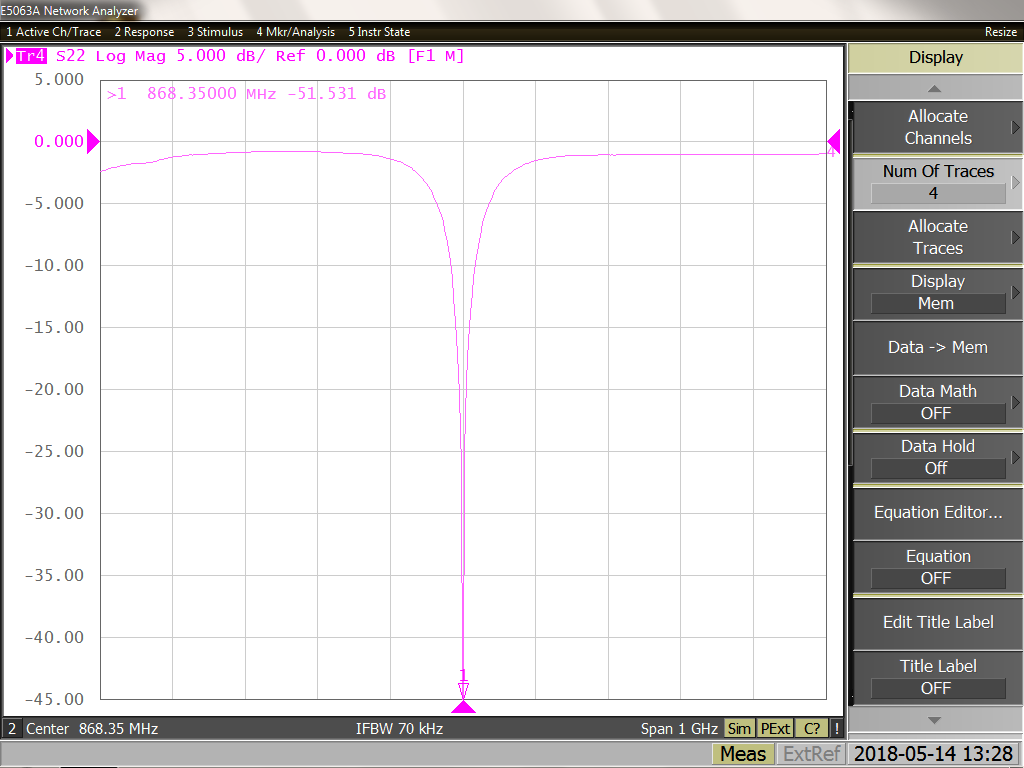 E5063A Network Analyzer
1 Active Ch/Trace 2 Response 3 Stimulus 4 Mkr/Analysis 5 Instr State
Resize
Tr4 S22 Log Mag 5.000 dB/ Ref 0.000 dB [F1 M]
>1 868.35000 MHz -51.531 dB
5.000
0.000
-5.000
-10.00
-15.00
-20.00
-25.00
-30.00
-35.00
-40.00
-45.00
4
1
Display
Allocate
Channels
Num Of Traces
4
Allocate
Traces
Display
Mem
Data -> Mem
Data Math
OFF
Data Hold
Off
Equation Editor...
Equation
OFF
Edit Title Label
Title Label
OFF
2 Center 868.35 MHz IFBW 70 kHz Span 1 GHz Sim PExt C? !
Meas ExtRef 2018-05-14 13:28